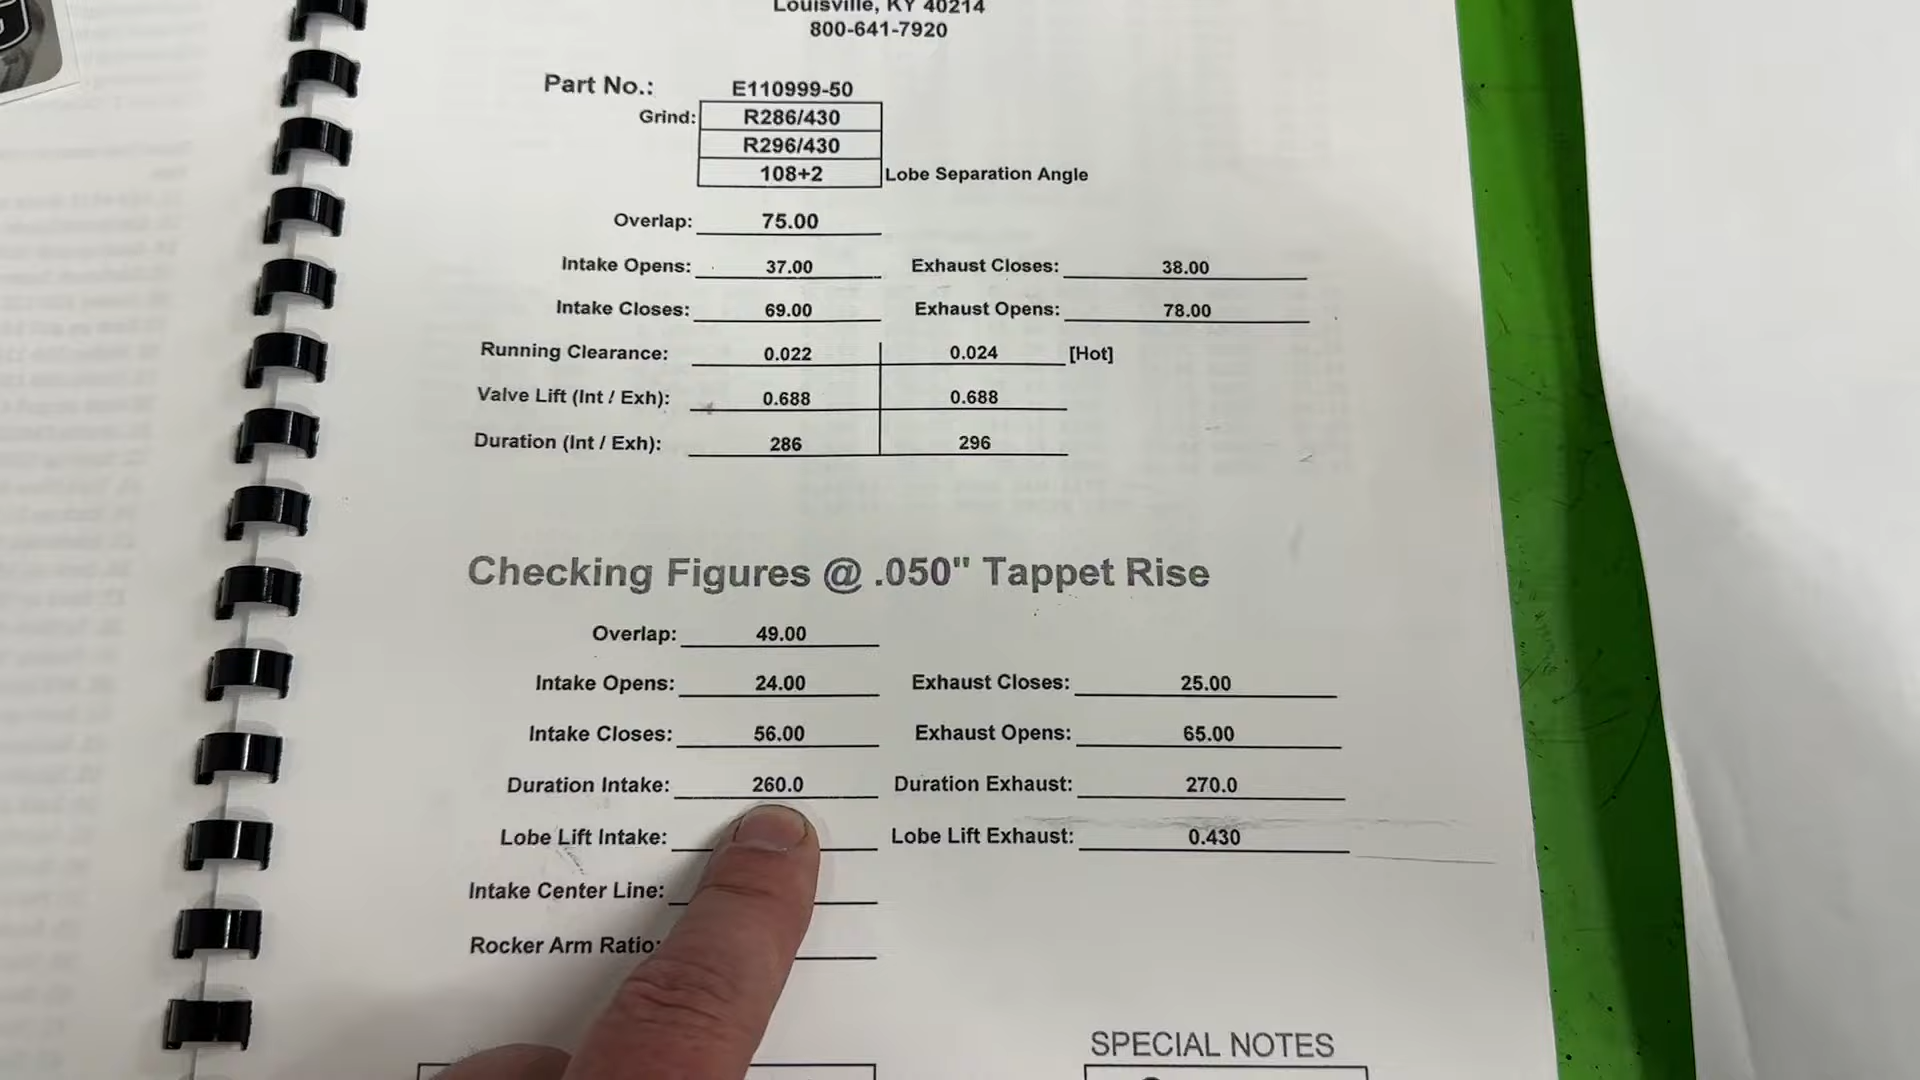 Louisville, KY 40214
800-641-7920
Part No.: E110999-50
Grind: R286/430
R296/430
108+2 Lobe Separation Angle
Overlap: 75.00
Intake Opens: 37.00 Exhaust Closes: 38.00
Intake Closes: 69.00 Exhaust Opens: 78.00
Running Clearance: 0.022 0.024 [Hot]
Valve Lift (Int / Exh): 0.688 0.688
Duration (Int / Exh): 286 296
Checking Figures @ .050" Tappet Rise
Overlap: 49.00
Intake Opens: 24.00 Exhaust Closes: 25.00
Intake Closes: 56.00 Exhaust Opens: 65.00
Duration Intake: 260.0 Duration Exhaust: 270.0
Lobe Lift Intake: Lobe Lift Exhaust: 0.430
Intake Center Line:
Rocker Arm Ratio:
SPECIAL NOTES